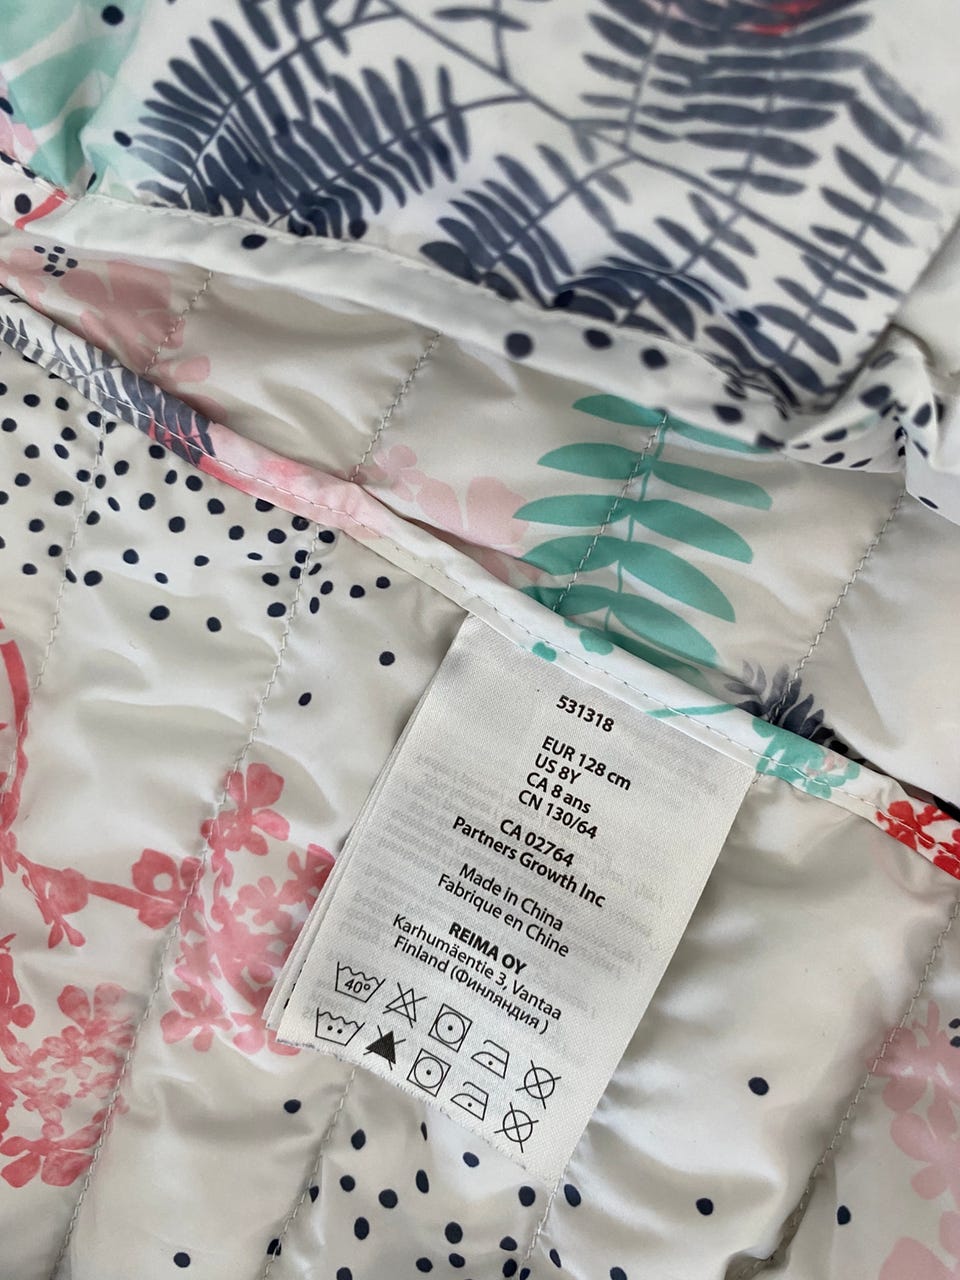 531318
EUR 128 cm
US 8Y
CA 8 ans
CN 130/64
CA 02764
Partners Growth Inc
Made in China
Fabrique en Chine
REIMA OY
Karhumäentie 3, Vantaa
Finland (Финляндия )
40°